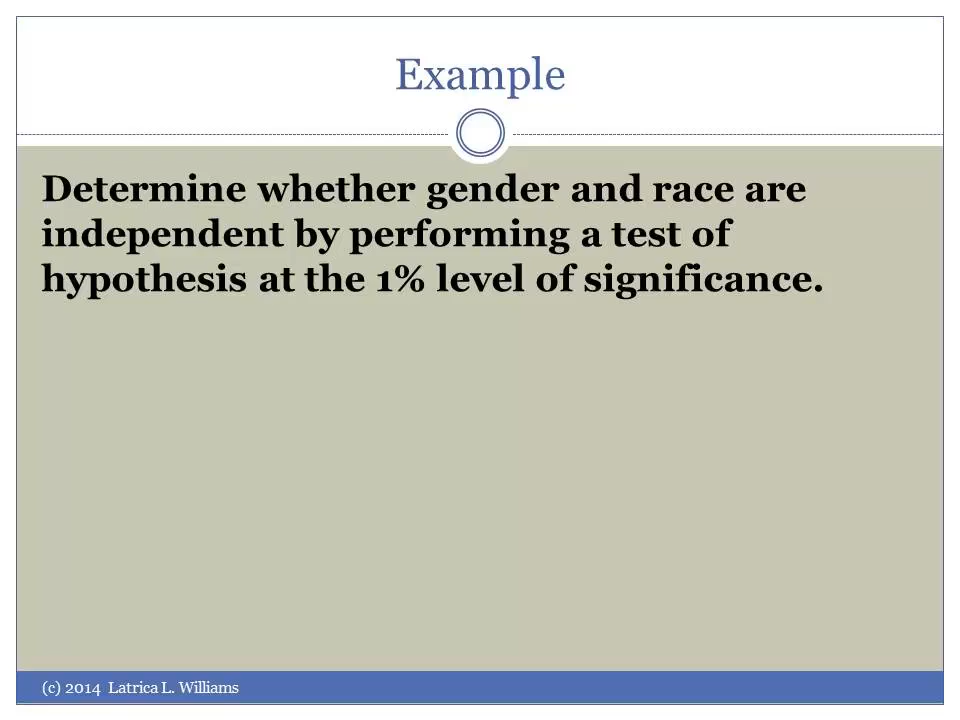 Example
Determine whether gender and race are
independent by performing a test of
hypothesis at the 1% level of significance.
(c) 2014 Latrica L. Williams